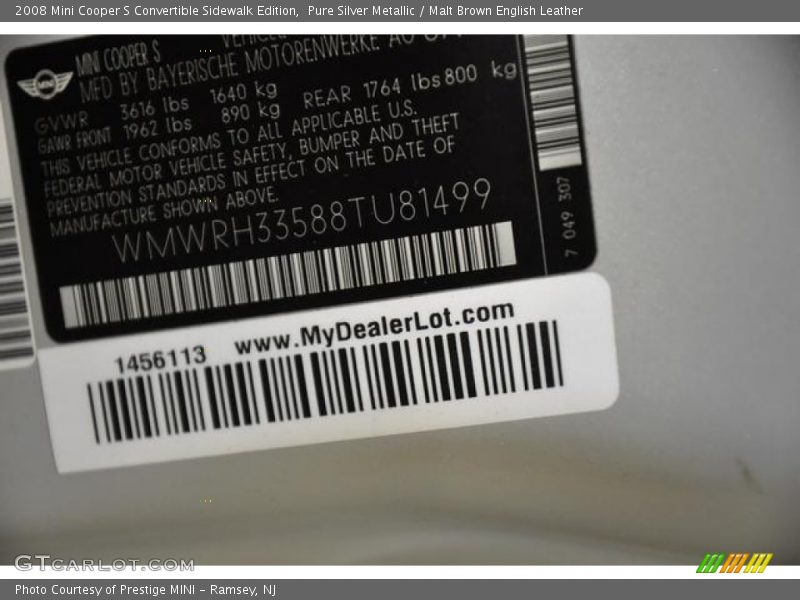 2008 Mini Cooper S Convertible Sidewalk Edition,  Pure Silver Metallic / Malt Brown English Leather
MINI COOPER S
MFD BY BAYERISCHE MOTORENWERKE AG
GVWR 3616 lbs 1640 kg
GAWR FRONT 1962 lbs 890 kg REAR 1764 lbs 800 kg
THIS VEHICLE CONFORMS TO ALL APPLICABLE U.S.
FEDERAL MOTOR VEHICLE SAFETY, BUMPER AND THEFT
PREVENTION STANDARDS IN EFFECT ON THE DATE OF
MANUFACTURE SHOWN ABOVE.
WMWRH33588TU81499
7 049 307
1456113 www.MyDealerLot.com
GTCARLOT.COM
Photo Courtesy of Prestige MINI - Ramsey, NJ